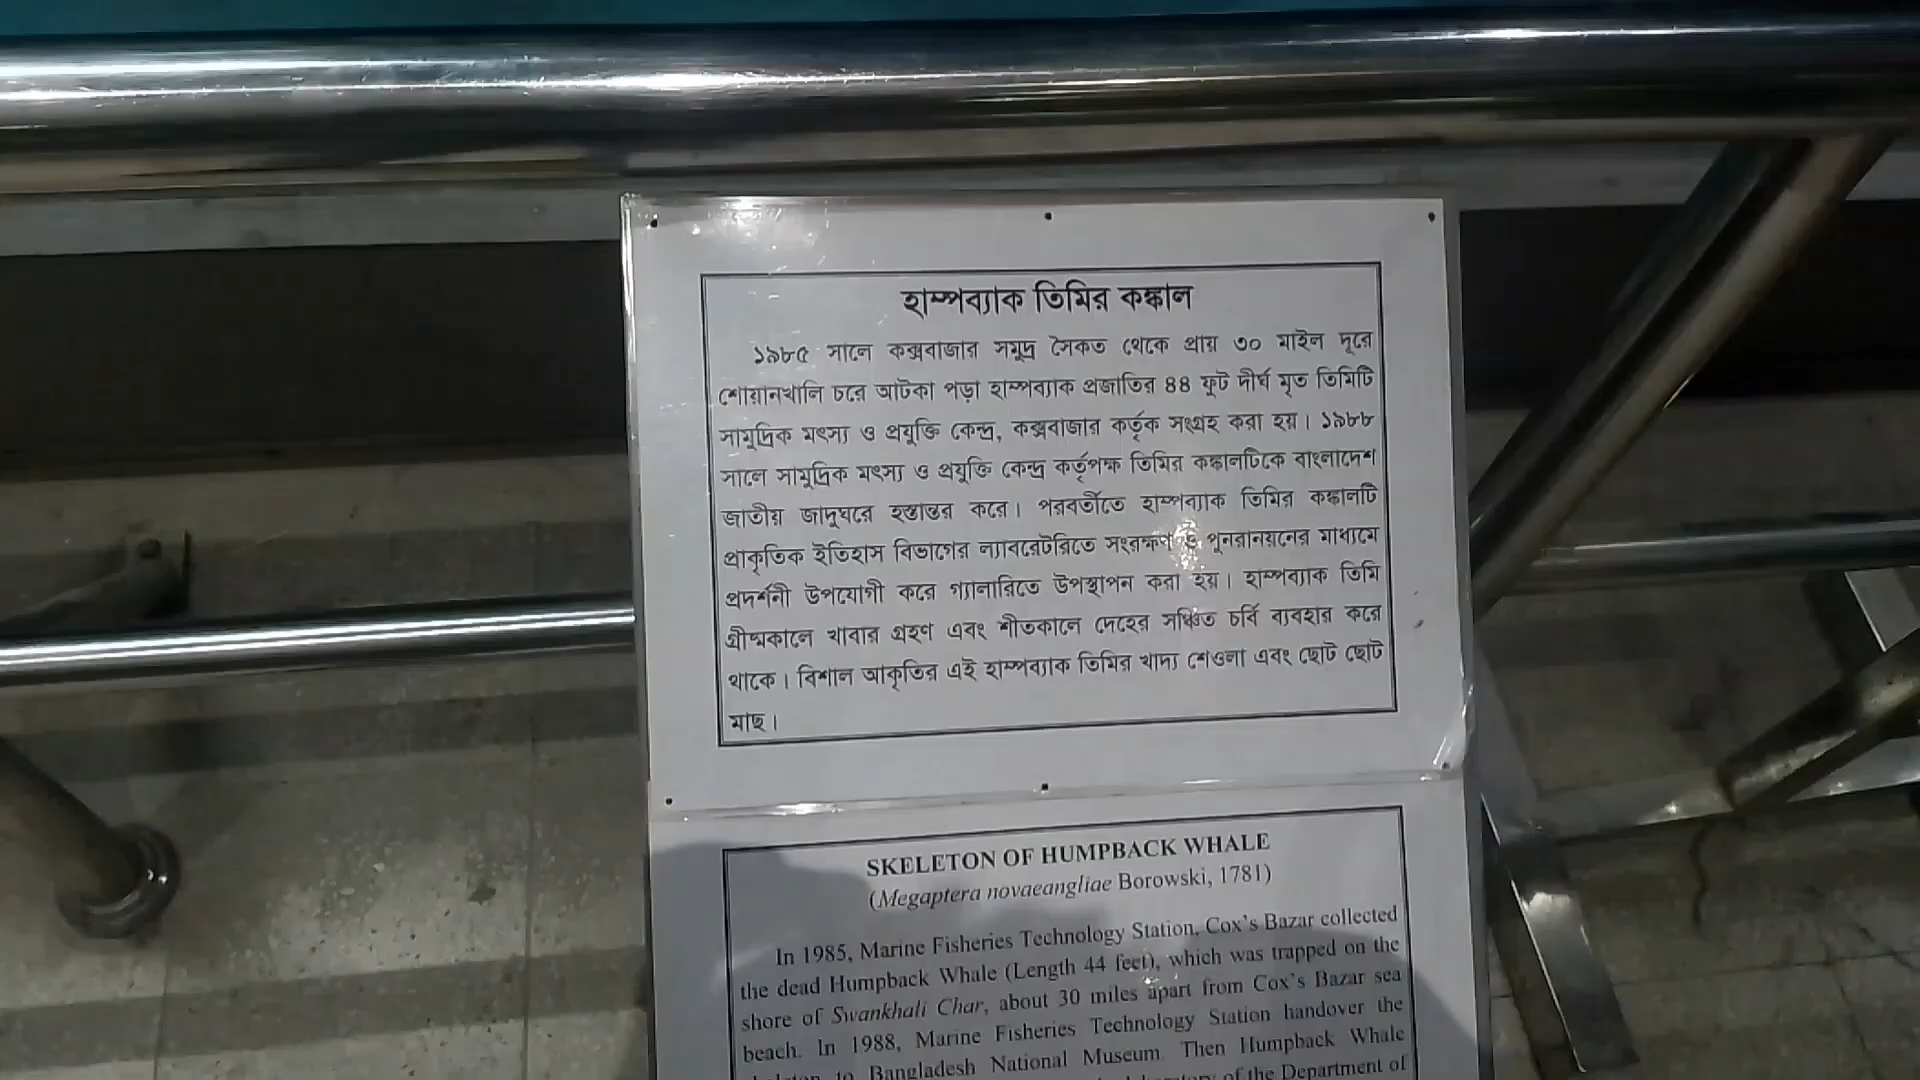 হাম্পব্যাক তিমির কঙ্কাল
১৯৮৫ সালে কক্সবাজার সমুদ্র সৈকত থেকে প্রায় ৩০ মাইল দূরে
শোয়ানখালি চরে আটকা পড়া হাম্পব্যাক প্রজাতির ৪৪ ফুট দীর্ঘ মৃত তিমিটি
সামুদ্রিক মৎস্য ও প্রযুক্তি কেন্দ্র, কক্সবাজার কর্তৃক সংগ্রহ করা হয়। ১৯৮৮
সালে সামুদ্রিক মৎস্য ও প্রযুক্তি কেন্দ্র কর্তৃপক্ষ তিমির কঙ্কালটিকে বাংলাদেশ
জাতীয় জাদুঘরে হস্তান্তর করে। পরবর্তীতে হাম্পব্যাক তিমির কঙ্কালটি
প্রাকৃতিক ইতিহাস বিভাগের ল্যাবরেটরিতে সংরক্ষণ ও পুনরানয়নের মাধ্যমে
প্রদর্শনী উপযোগী করে গ্যালারিতে উপস্থাপন করা হয়। হাম্পব্যাক তিমি
গ্রীষ্মকালে খাবার গ্রহণ এবং শীতকালে দেহের সঞ্চিত চর্বি ব্যবহার করে
থাকে। বিশাল আকৃতির এই হাম্পব্যাক তিমির খাদ্য শেওলা এবং ছোট ছোট
মাছ।
SKELETON OF HUMPBACK WHALE
(Megaptera novaeangliae Borowski, 1781)
In 1985, Marine Fisheries Technology Station, Cox's Bazar collected
the dead Humpback Whale (Length 44 feet), which was trapped on the
shore of Swankhali Char, about 30 miles apart from Cox's Bazar sea
beach. In 1988, Marine Fisheries Technology Station handover the
to Bangladesh National Museum. Then Humpback Whale
of the Department of